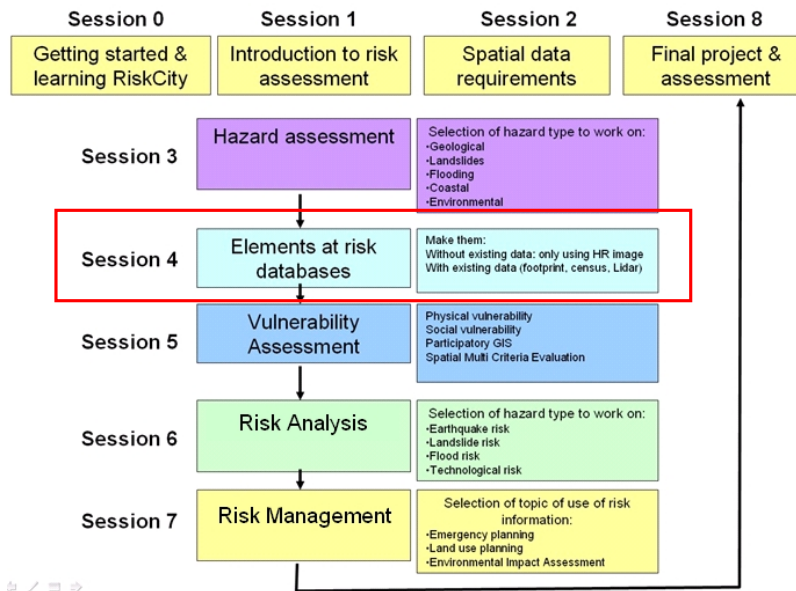 Session 0
Session 1
Session 2
Session 8
Getting started &
learning RiskCity
Introduction to risk
assessment
Spatial data
requirements
Final project &
assessment
Session 3
Hazard assessment
Selection of hazard type to work on:
•Geological
•Landslides
•Flooding
•Coastal
•Environmental
Session 4
Elements at risk
databases
Make them:
Without existing data: only using HR image
With existing data (footprint, census, Lidar)
Session 5
Vulnerability
Assessment
Physical vulnerability
Social vulnerability
Participatory GIS
Spatial Multi Criteria Evaluation
Session 6
Risk Analysis
Selection of hazard type to work on:
•Earthquake risk
•Landslide risk
•Flood risk
•Technological risk
Session 7
Risk Management
Selection of topic of use of risk
information:
•Emergency planning
•Land use planning
•Environmental Impact Assessment